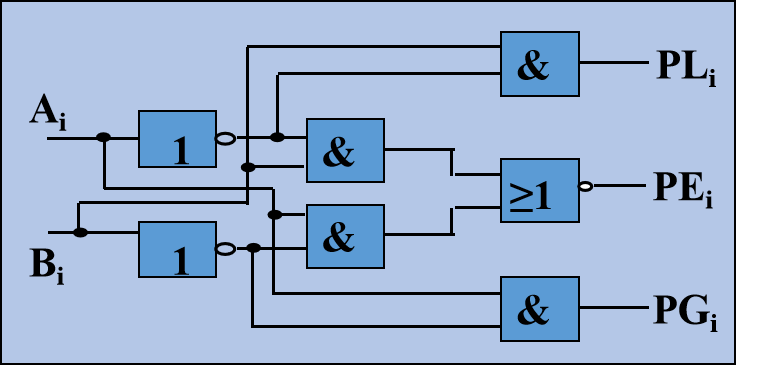 & PLi
Ai
1 &
≥1 PEi
&
Bi 1
& PGi